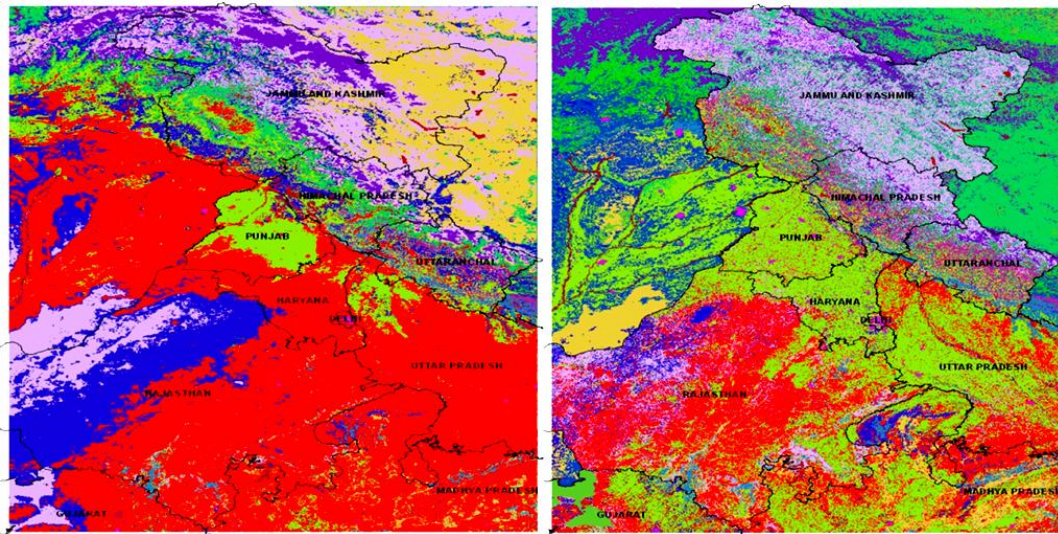 JAMMU AND KASHMIR
HIMACHAL PRADESH
PUNJAB
UTTARANCHAL
HARYANA
DELHI
UTTAR PRADESH
RAJASTHAN
MADHYA PRADESH
GUJARAT
JAMMU AND KASHMIR
HIMACHAL PRADESH
PUNJAB
UTTARANCHAL
HARYANA
DELHI
UTTAR PRADESH
RAJASTHAN
MADHYA PRADESH
GUJARAT